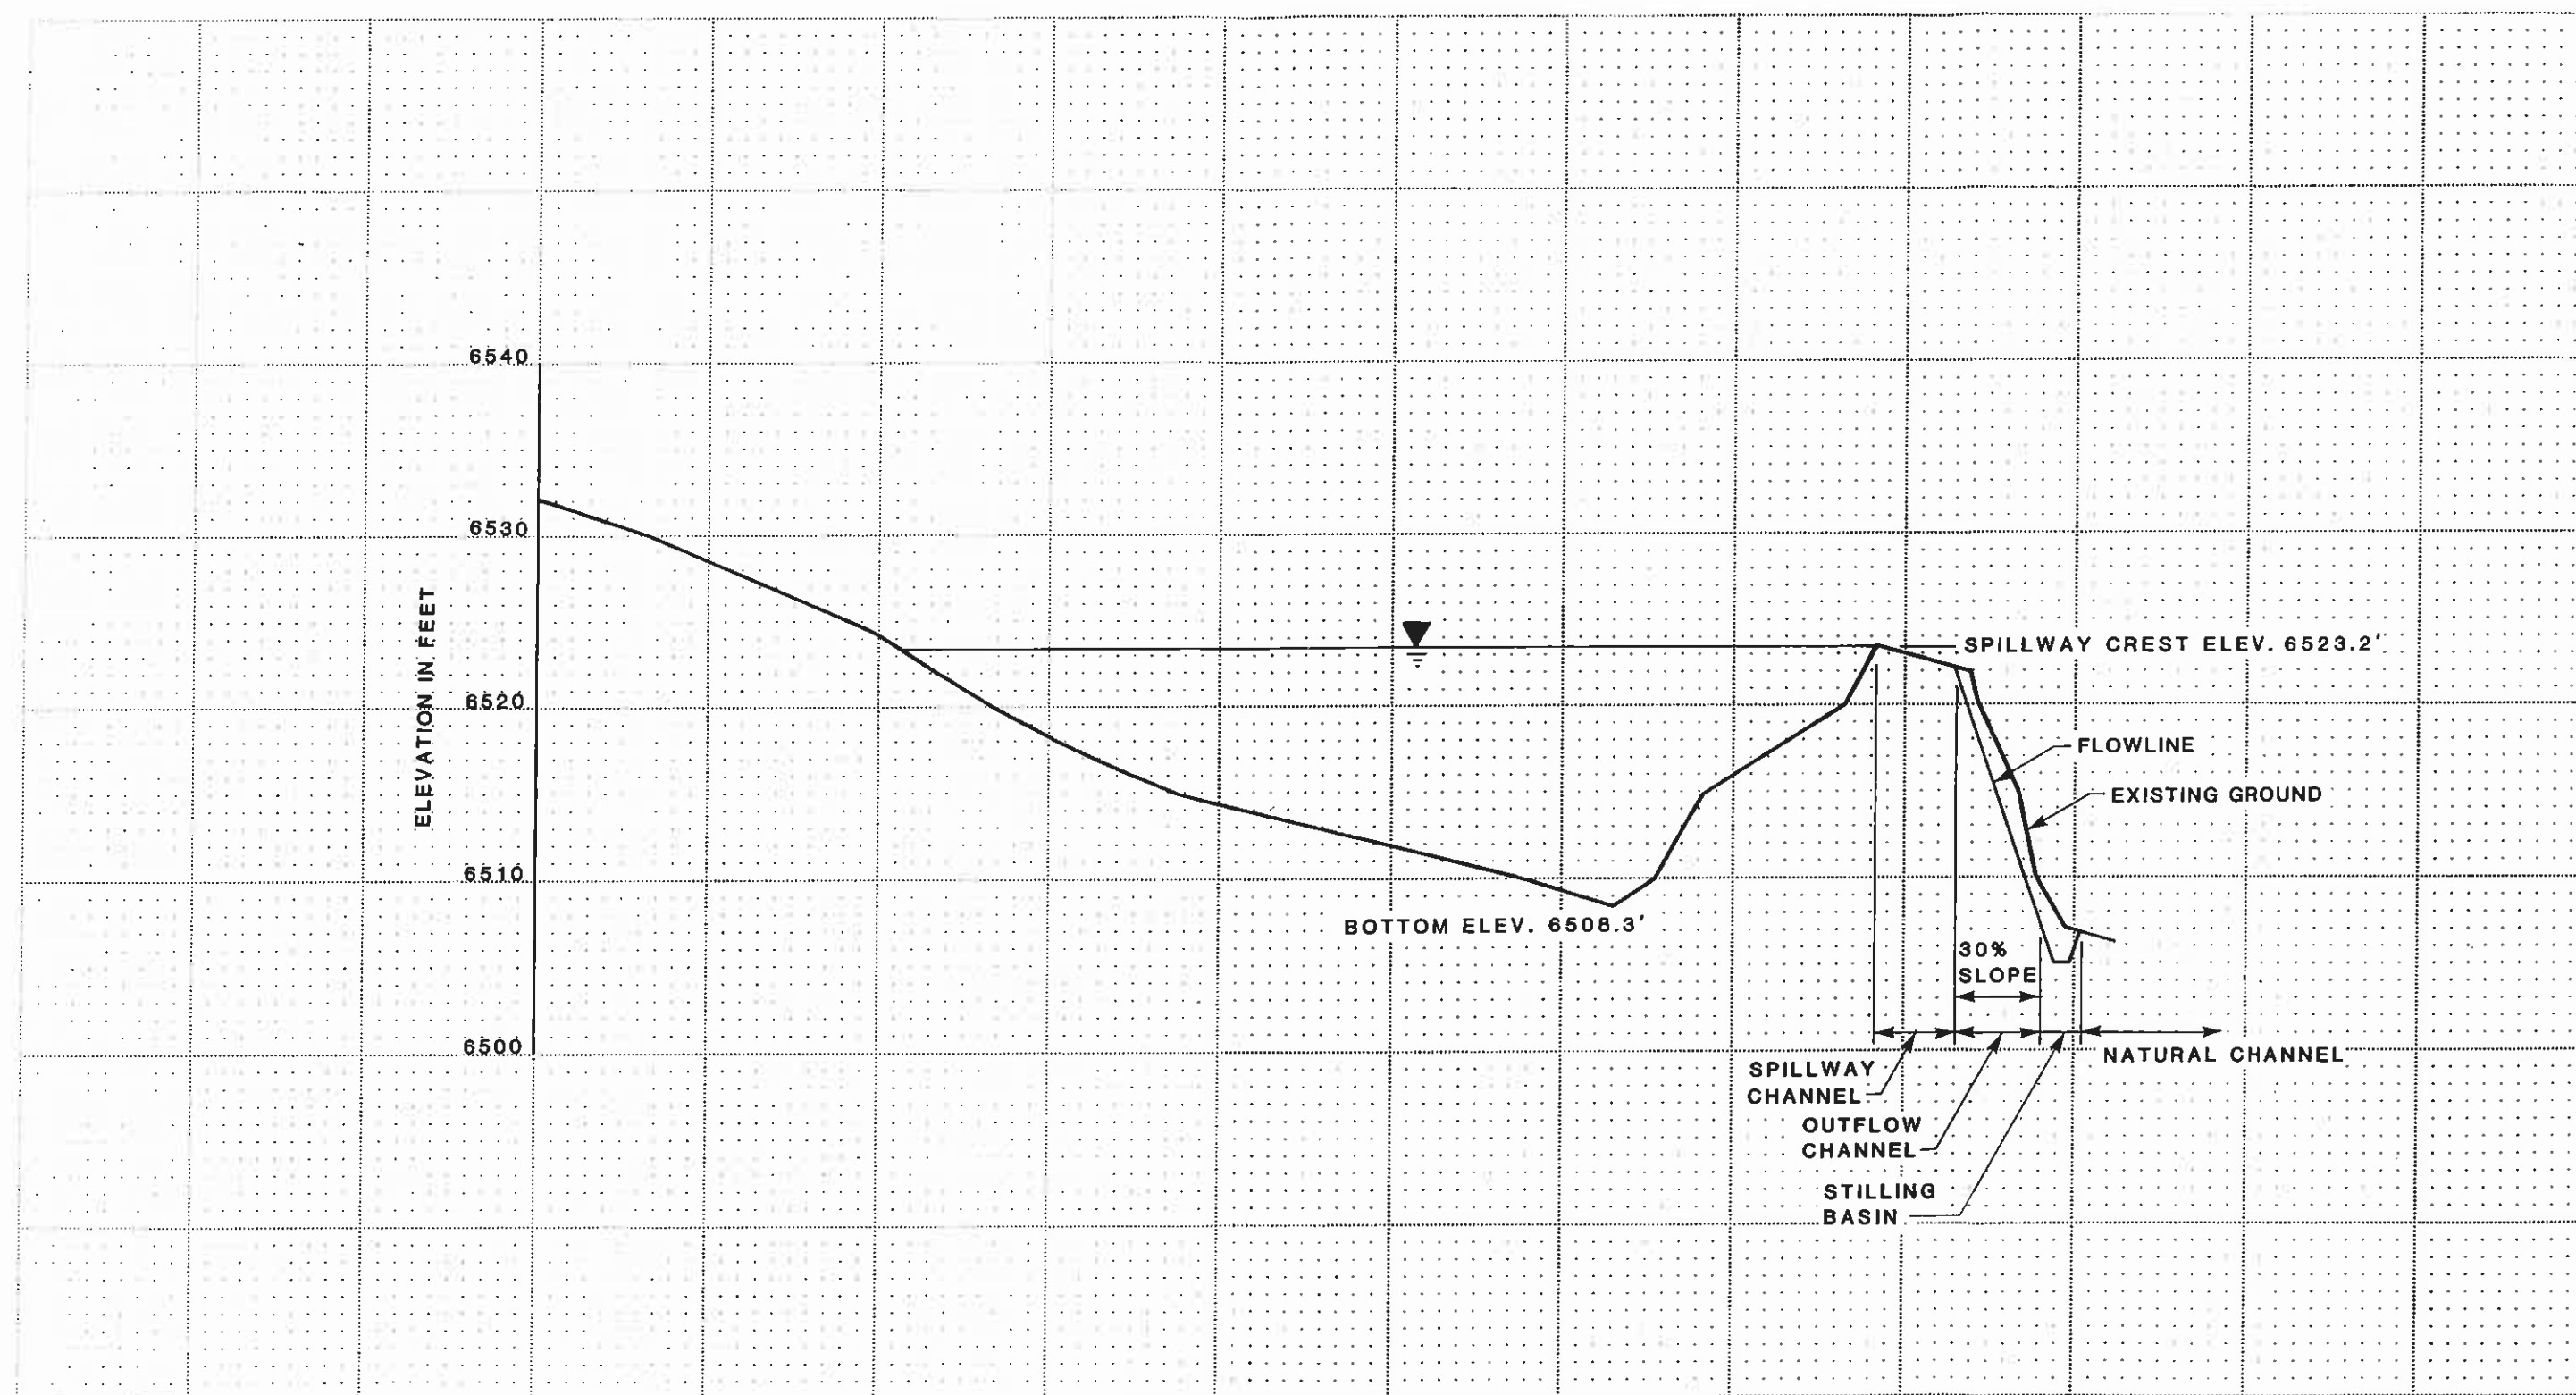 6540
6530
ELEVATION IN FEET
SPILLWAY CREST ELEV. 6523.2'
6520
FLOWLINE
EXISTING GROUND
6510
BOTTOM ELEV. 6508.3'
30%
SLOPE
6500
NATURAL CHANNEL
SPILLWAY
CHANNEL
OUTFLOW
CHANNEL
STILLING
BASIN